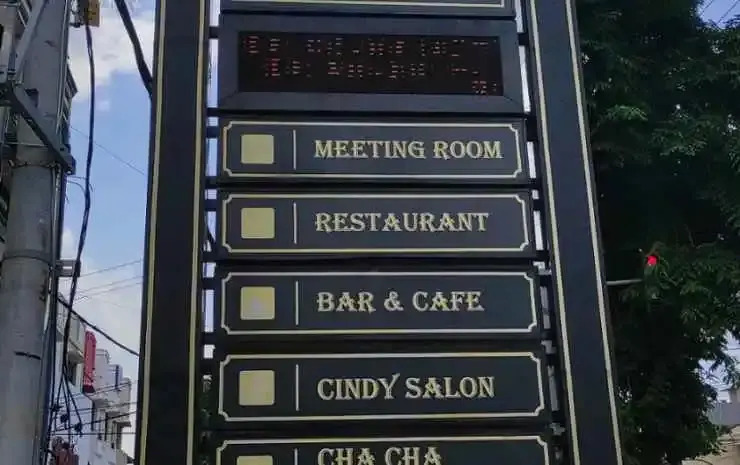 MEETING ROOM
RESTAURANT
BAR & CAFE
CINDY SALON
CHA CHA